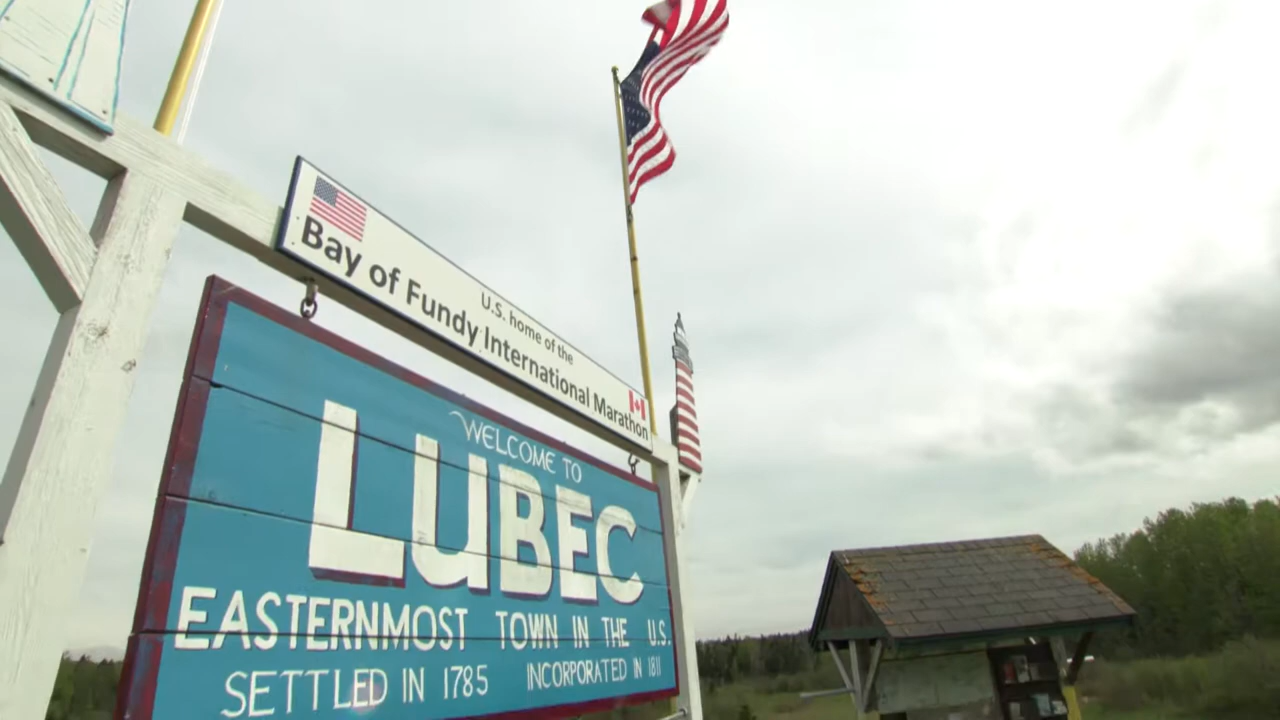 U.S. home of the
Bay of Fundy International Marathon
WELCOME TO
LUBEC
EASTERNMOST TOWN IN THE U.S.
SETTLED IN 1785 INCORPORATED IN 1811